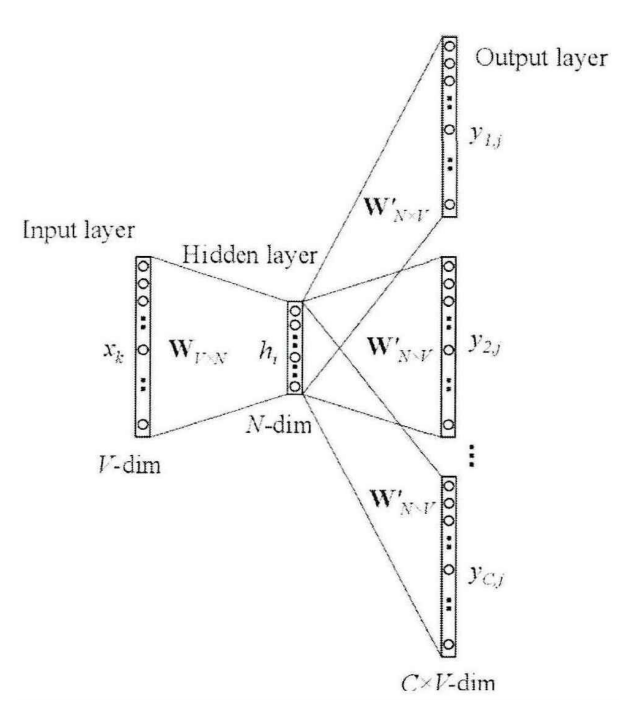 Output layer
y1,j
W'N×V
Input layer
Hidden layer
xk
WV×N
hi
W'N×V
y2,j
N-dim
V-dim
W'N×V
yC,j
C×V-dim